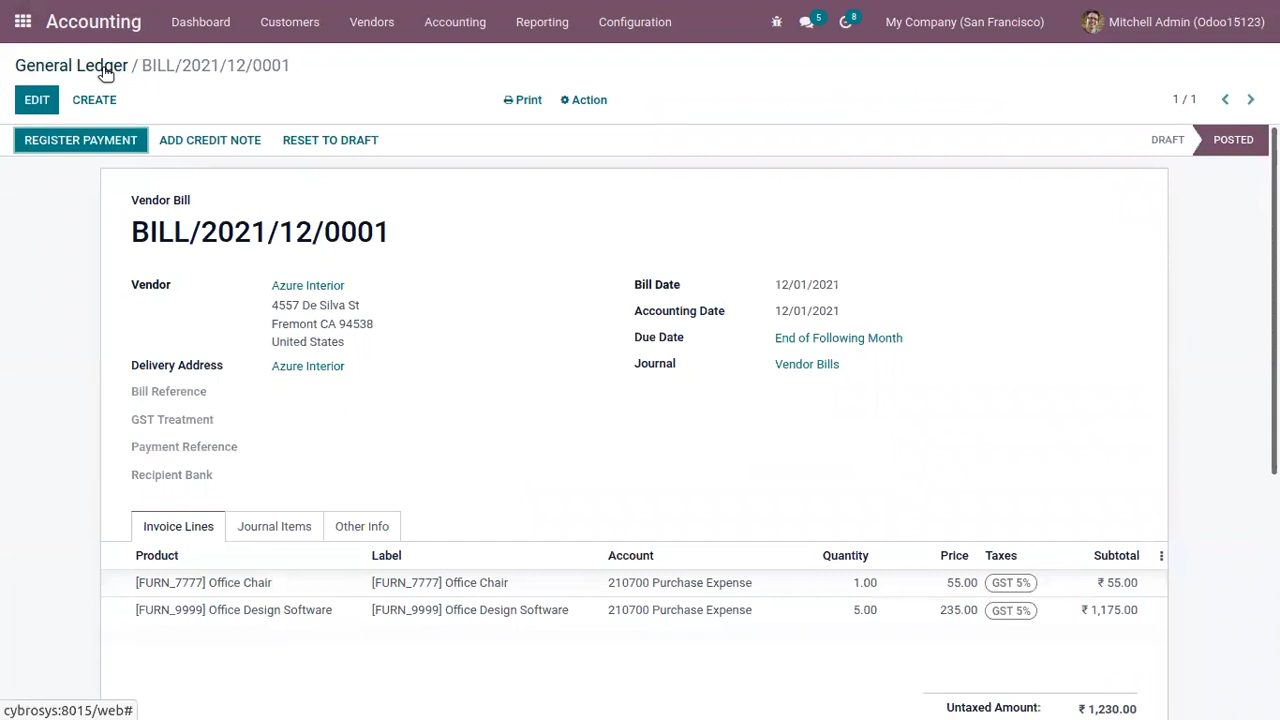 Accounting Dashboard Customers Vendors Accounting Reporting Configuration 5 8 My Company (San Francisco) Mitchell Admin (Odoo15123)
General Ledger / BILL/2021/12/0001
EDIT CREATE Print Action 1 / 1
REGISTER PAYMENT ADD CREDIT NOTE RESET TO DRAFT DRAFT POSTED
Vendor Bill
BILL/2021/12/0001
Vendor Azure Interior Bill Date 12/01/2021
4557 De Silva St Accounting Date 12/01/2021
Fremont CA 94538
United States Due Date End of Following Month
Delivery Address Azure Interior Journal Vendor Bills
Bill Reference
GST Treatment
Payment Reference
Recipient Bank
Invoice Lines Journal Items Other Info
Product Label Account Quantity Price Taxes Subtotal
[FURN_7777] Office Chair [FURN_7777] Office Chair 210700 Purchase Expense 1.00 55.00 GST 5% ₹ 55.00
[FURN_9999] Office Design Software [FURN_9999] Office Design Software 210700 Purchase Expense 5.00 235.00 GST 5% ₹ 1,175.00
Untaxed Amount: ₹ 1,230.00
cybrosys:8015/web#